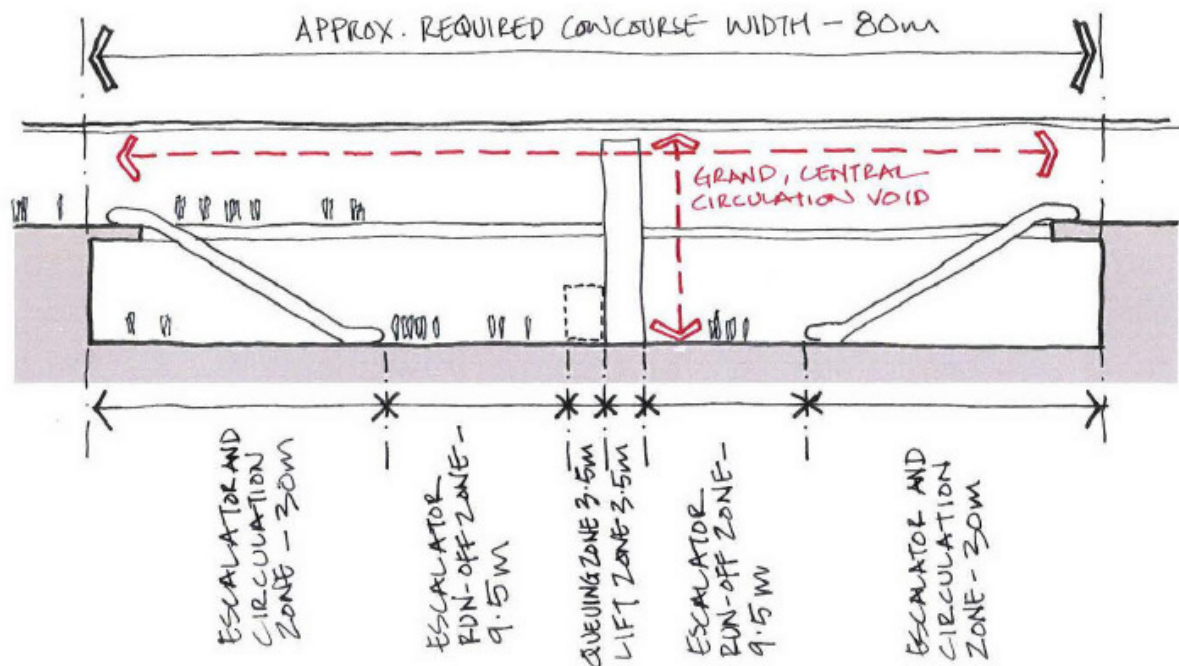 APPROX. REQUIRED CONCOURSE WIDTH - 80m
GRAND, CENTRAL
CIRCULATION VOID
ESCALATOR AND
CIRCULATION
ZONE - 30m
ESCALATOR
RUN-OFF ZONE -
9.5m
QUEUING ZONE 3.5m
LIFT ZONE 3.5m
ESCALATOR
RUN-OFF ZONE -
9.5m
ESCALATOR AND
CIRCULATION
ZONE - 30m